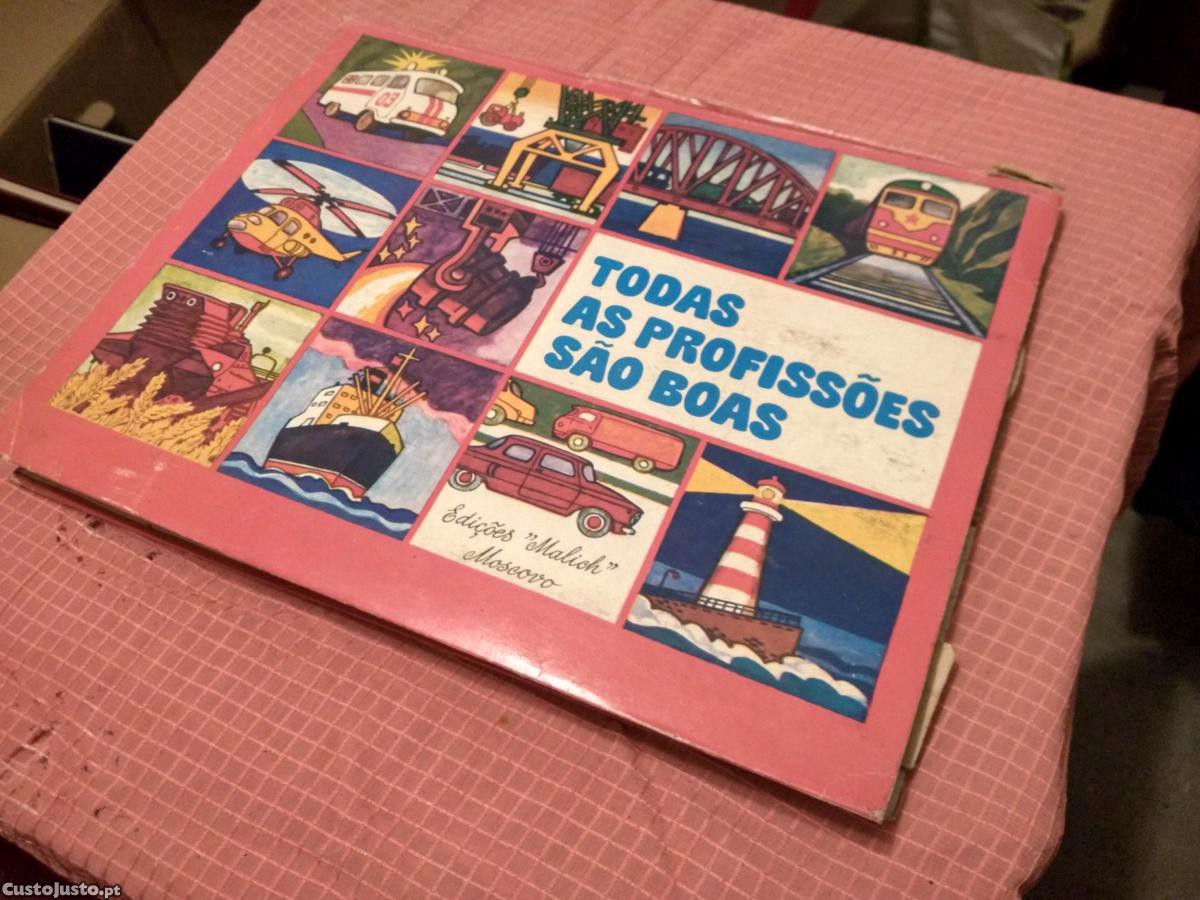 03
TODAS
AS PROFISSÕES
SÃO BOAS
Edições "Malich"
Moscovo
CustoJusto.pt